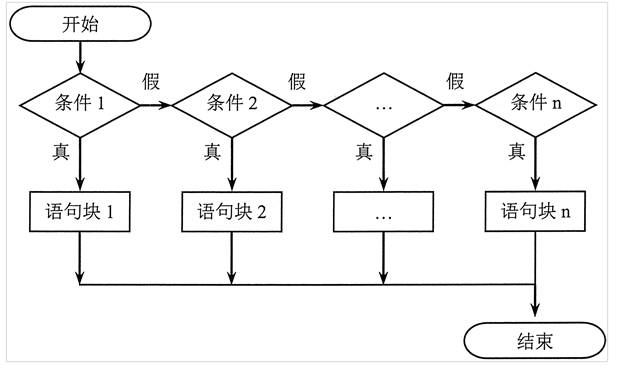 开始
假 假 假
条件 1 条件 2 … 条件 n
真 真 真 真
语句块 1 语句块 2 … 语句块 n
结束